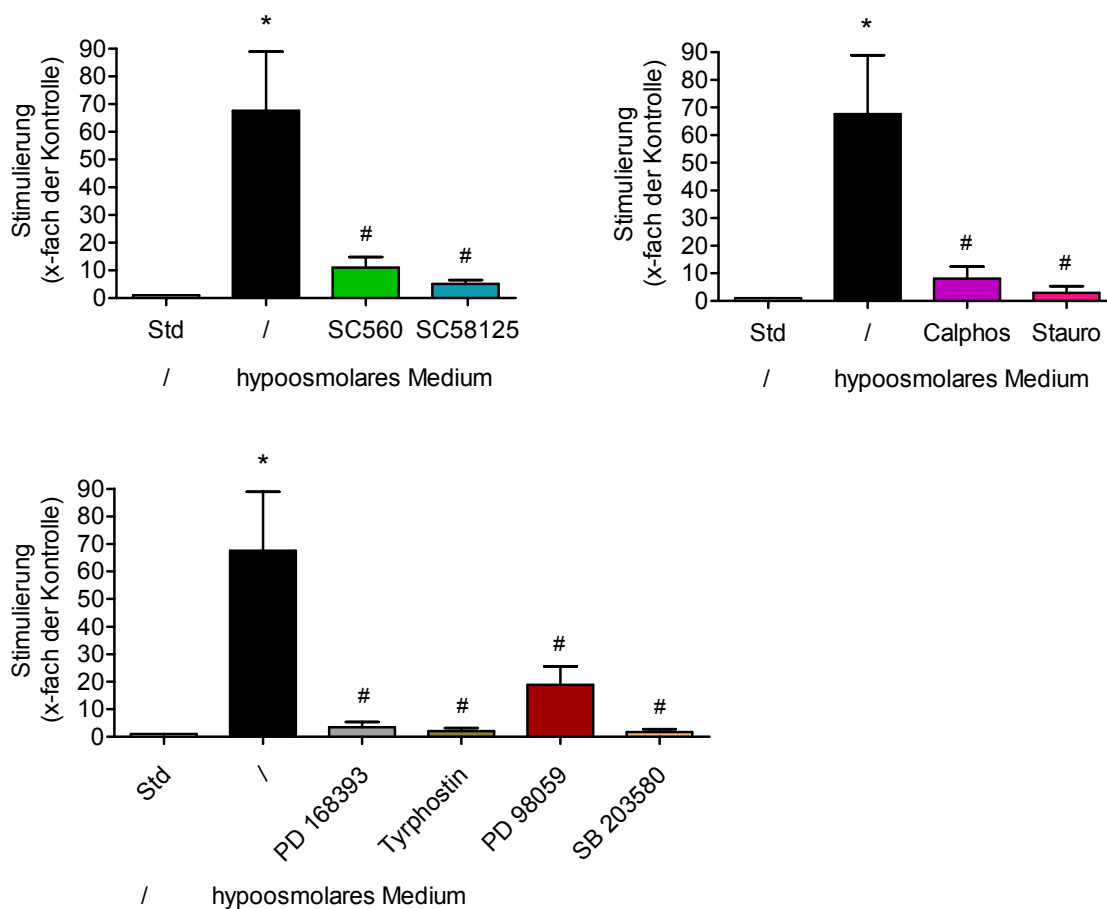 Stimulierung
(x-fach der Kontrolle)
90
80
70
60
50
40
30
20
10
0
*
#
#
Std
/
SC560
SC58125
/
hypoosmolares Medium
Stimulierung
(x-fach der Kontrolle)
90
80
70
60
50
40
30
20
10
0
*
#
#
Std
/
Calphos
Stauro
/
hypoosmolares Medium
Stimulierung
(x-fach der Kontrolle)
90
80
70
60
50
40
30
20
10
0
*
#
#
#
#
Std
/
PD 168393
Tyrphostin
PD 98059
SB 203580
/
hypoosmolares Medium